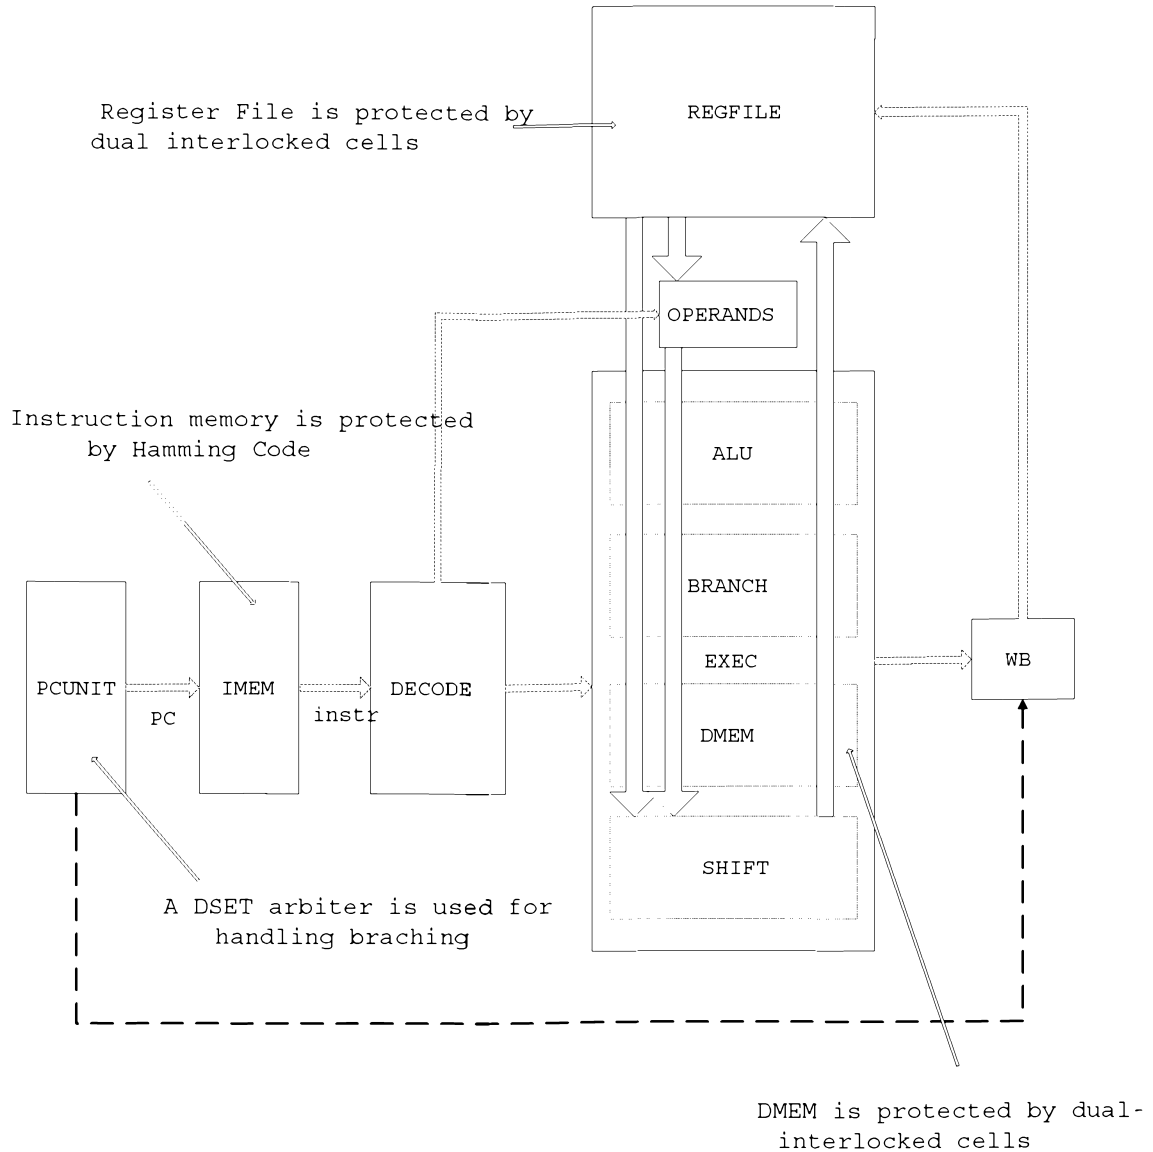 REGFILE
Register File is protected by
dual interlocked cells
OPERANDS
Instruction memory is protected
by Hamming Code
ALU
BRANCH
EXEC
WB
PCUNIT
IMEM
DECODE
PC
instr
DMEM
SHIFT
A DSET arbiter is used for
handling braching
DMEM is protected by dual-
interlocked cells